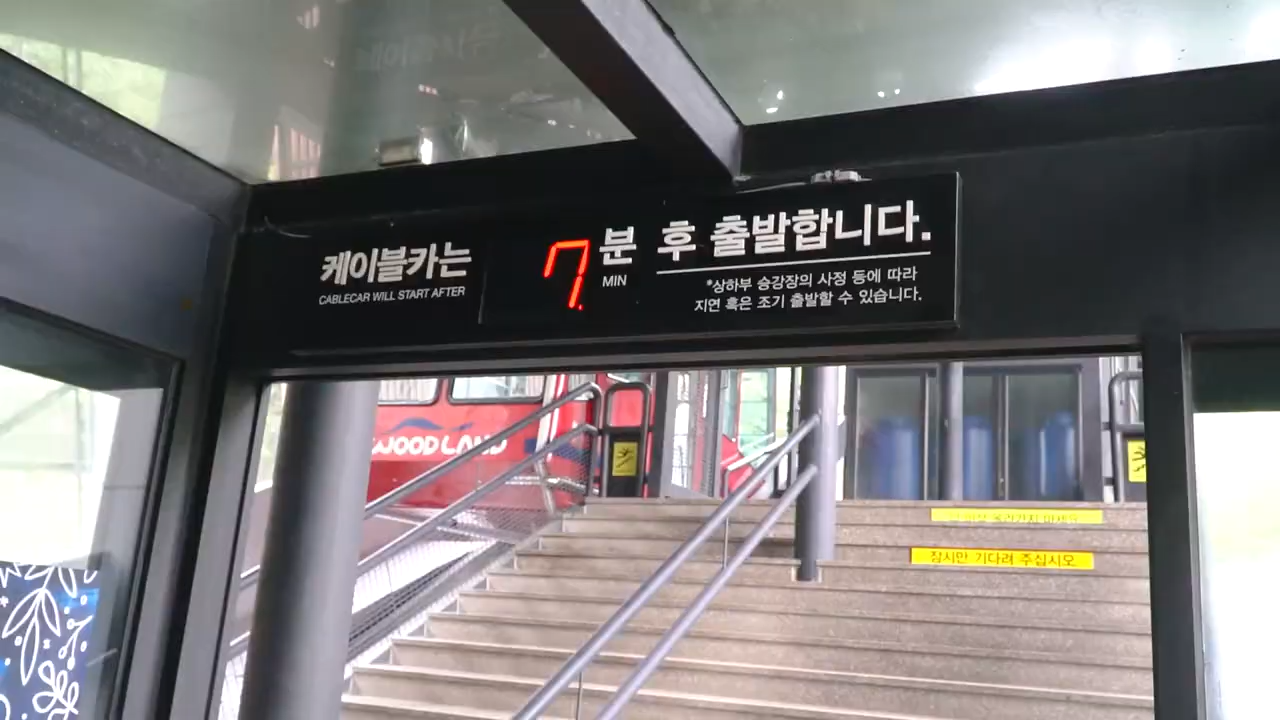 케이블카는 7 분 후 출발합니다.
CABLECAR WILL START AFTER MIN
*상하부 승강장의 사정 등에 따라
지연 혹은 조기 출발할 수 있습니다.
WOODLAND
잠시만 기다려 주십시오